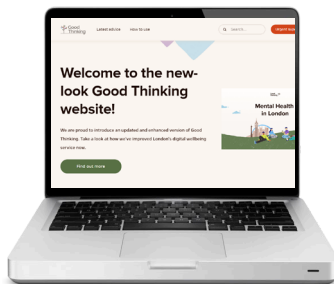 Good
Thinking
Latest advice
How to use
Search...
Welcome to the new-
look Good Thinking
website!
We are proud to introduce an updated and enhanced version of Good
Thinking. Take a look at how we've improved London's digital wellbeing
service now.
Find out more
Mental Health
in London